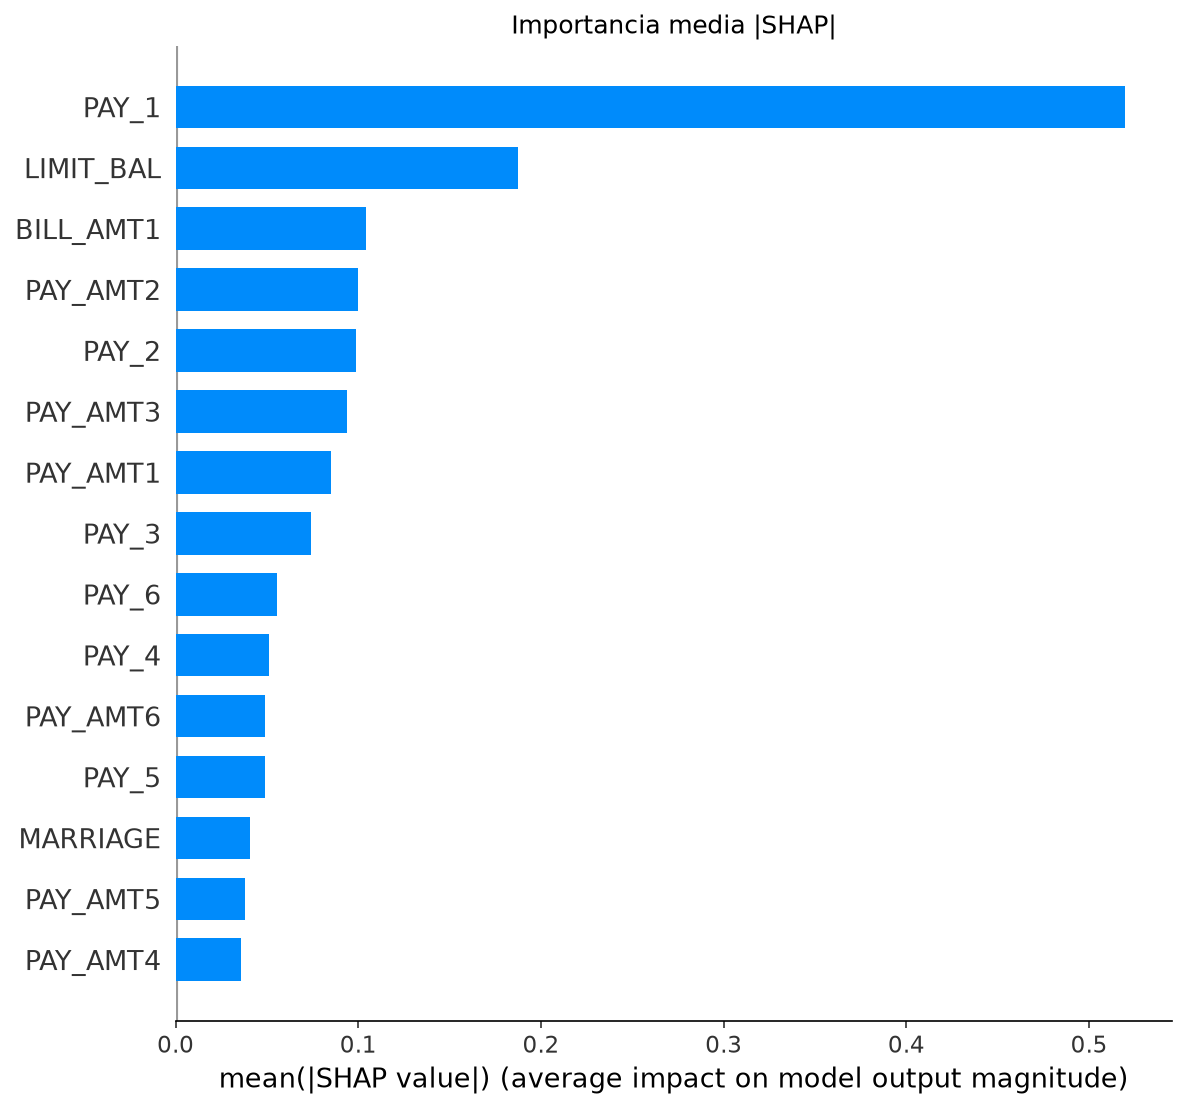 Importancia media |SHAP|
PAY_1
LIMIT_BAL
BILL_AMT1
PAY_AMT2
PAY_2
PAY_AMT3
PAY_AMT1
PAY_3
PAY_6
PAY_4
PAY_AMT6
PAY_5
MARRIAGE
PAY_AMT5
PAY_AMT4
0.0 0.1 0.2 0.3 0.4 0.5
mean(|SHAP value|) (average impact on model output magnitude)